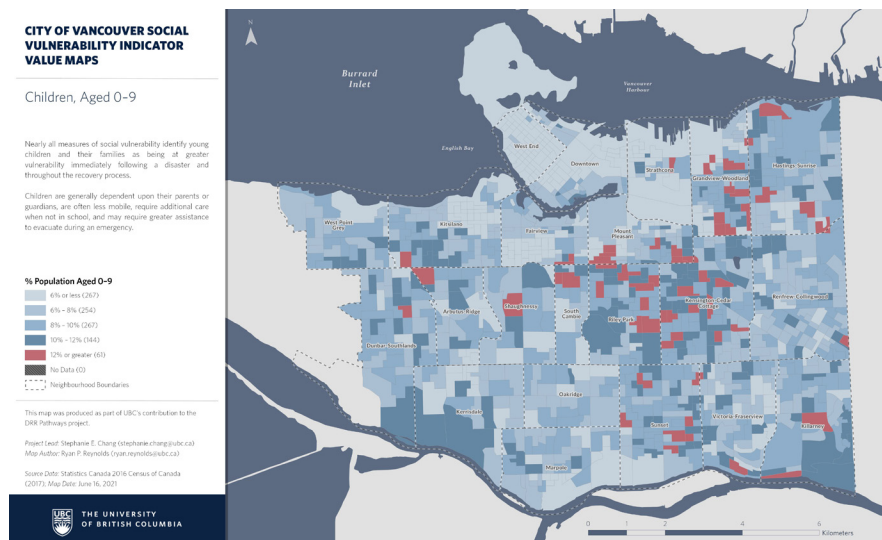 CITY OF VANCOUVER SOCIAL
VULNERABILITY INDICATOR
VALUE MAPS
Children, Aged 0–9
Nearly all measures of social vulnerability identify young
children and their families as being at greater
vulnerability immediately following a disaster and
throughout the recovery process.
Children are generally dependent upon their parents or
guardians, are often less mobile, require additional care
when not in school, and may require greater assistance
to evacuate during an emergency.
% Population Aged 0–9
6% or less (267)
6% – 8% (254)
8% – 10% (267)
10% – 12% (144)
12% or greater (61)
No Data (0)
Neighbourhood Boundaries
This map was produced as part of UBC's contribution to the
DRR Pathways project.
Project Lead: Stephanie E. Chang (stephanie.chang@ubc.ca)
Map Author: Ryan P. Reynolds (ryan.reynolds@ubc.ca)
Source Data: Statistics Canada 2016 Census of Canada
(2017); Map Date: June 16, 2021
UBC
THE UNIVERSITY
OF BRITISH COLUMBIA
N
Burrard
Inlet
Vancouver
Harbour
English Bay
West End
Downtown
Strathcona
Grandview-Woodland
Hastings-Sunrise
West Point
Grey
Kitsilano
Fairview
Mount
Pleasant
Dunbar-Southlands
Arbutus-Ridge
Shaughnessy
South
Cambie
Riley Park
Kensington-Cedar
Cottage
Renfrew-Collingwood
Kerrisdale
Oakridge
Sunset
Victoria-Fraserview
Killarney
Marpole
0 1 2 4 6
Kilometers